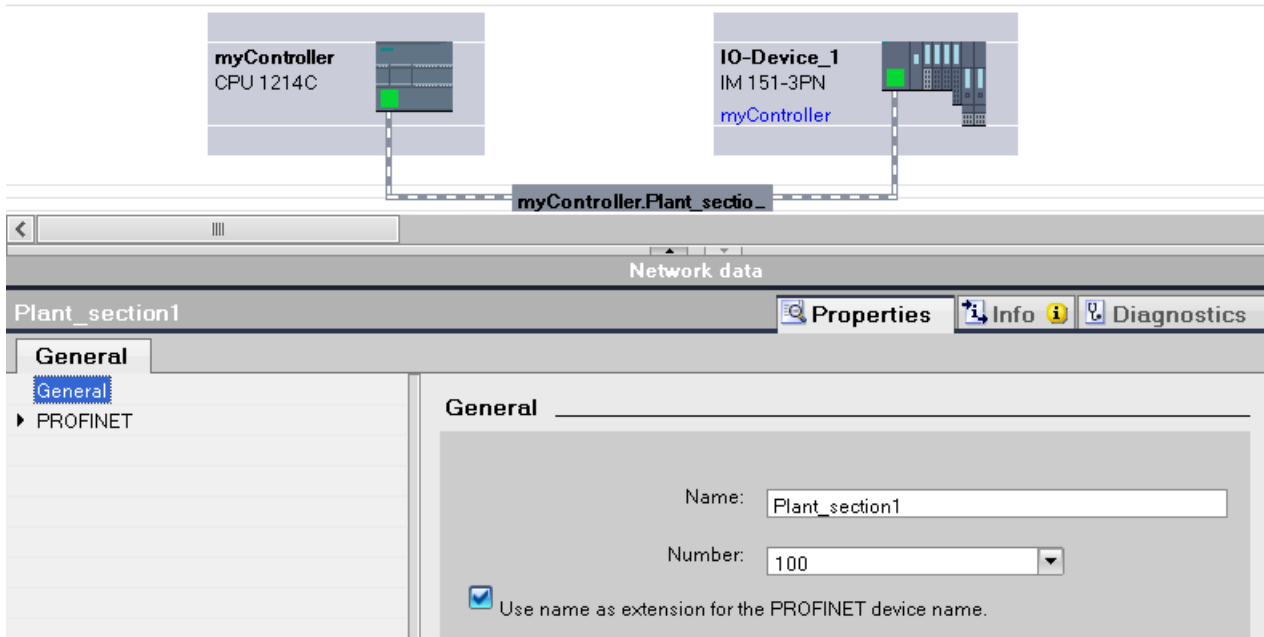 myController
CPU 1214C
IO-Device_1
IM 151-3PN
myController
myController.Plant_sectio_
Network data
Plant_section1
Properties
Info
Diagnostics
General
General
PROFINET
General
Name:
Plant_section1
Number:
100
Use name as extension for the PROFINET device name.